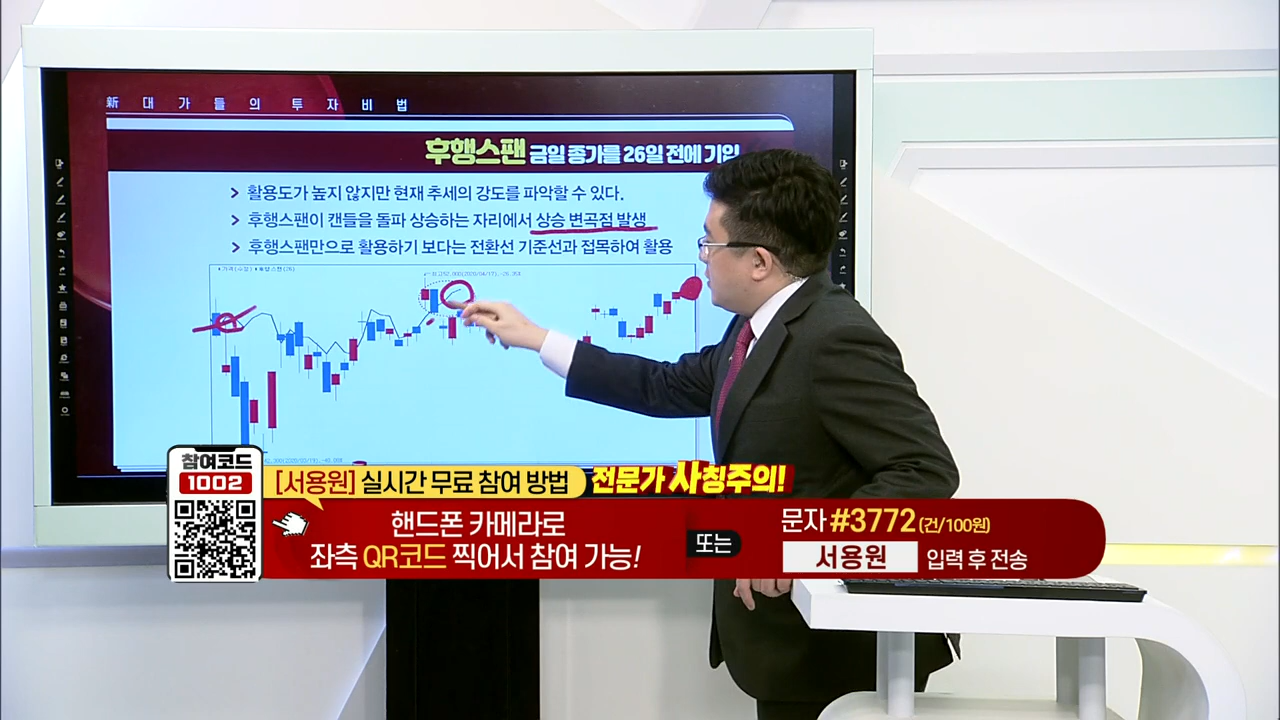 新 대 가 들 의 투 자 비 법
후행스팬 금일 종가를 26일 전에 기입
> 활용도가 높지 않지만 현재 추세의 강도를 파악할 수 있다.
> 후행스팬이 캔들을 돌파 상승하는 자리에서 상승 변곡점 발생
> 후행스팬만으로 활용하기 보다는 전환선 기준선과 접목하여 활용
참여코드
1002
[서용원] 실시간 무료 참여 방법
전문가 사칭주의!
핸드폰 카메라로
좌측 QR코드 찍어서 참여 가능!
또는
문자 #3772 (건/100원)
서용원 입력 후 전송